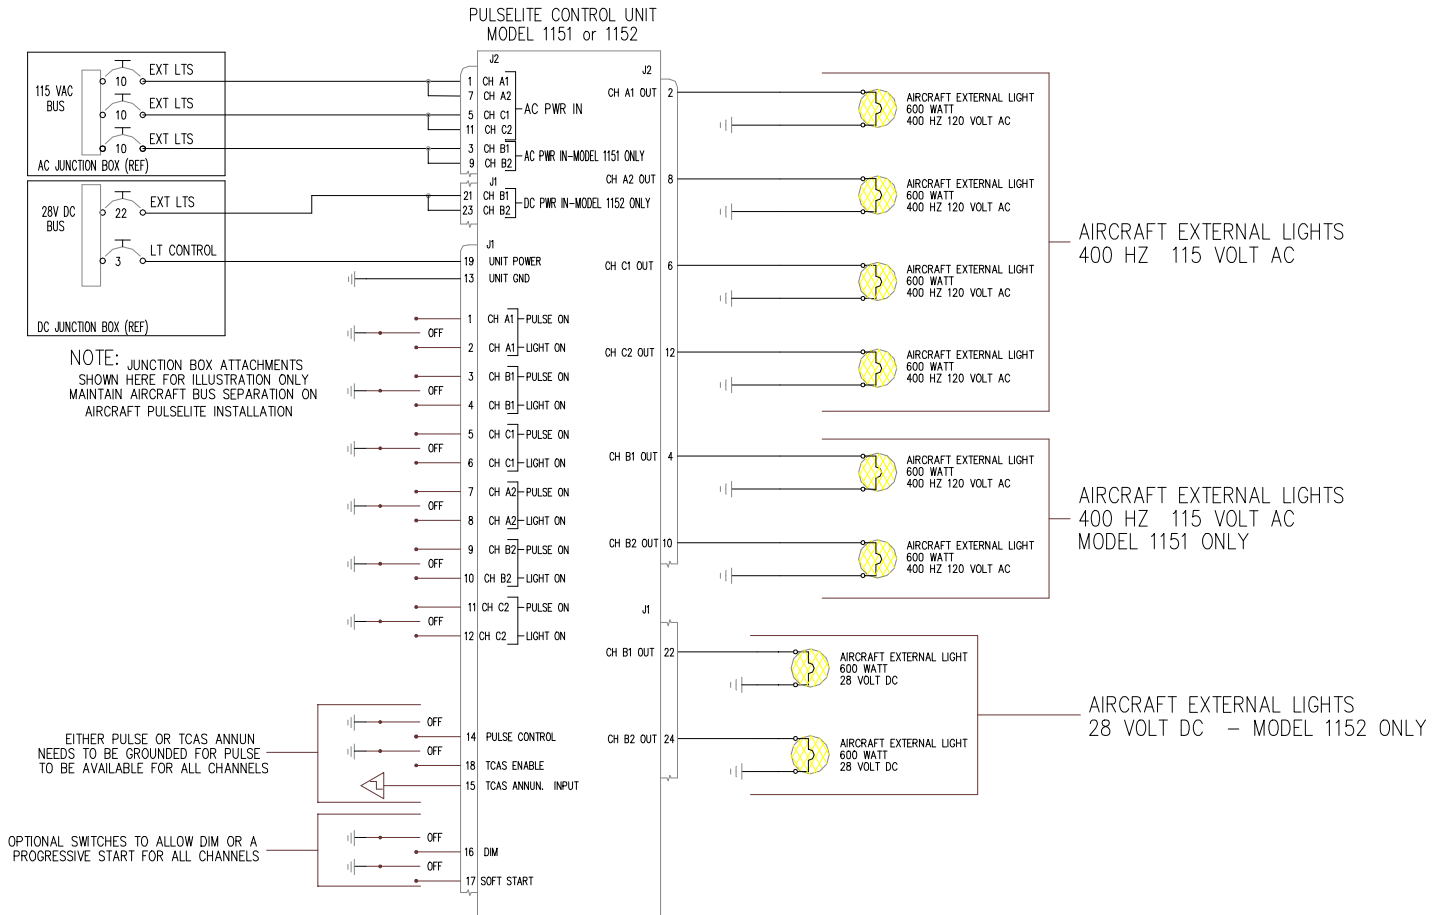 PULSELITE CONTROL UNIT
MODEL 1151 or 1152
115 VAC
BUS
10
EXT LTS
10
EXT LTS
10
EXT LTS
AC JUNCTION BOX (REF)
28V DC
BUS
22
EXT LTS
3
LT CONTROL
DC JUNCTION BOX (REF)
NOTE: JUNCTION BOX ATTACHMENTS
SHOWN HERE FOR ILLUSTRATION ONLY
MAINTAIN AIRCRAFT BUS SEPARATION ON
AIRCRAFT PULSELITE INSTALLATION
J2
1 CH A1
7 CH A2
AC PWR IN
5 CH C1
11 CH C2
3 CH B1
AC PWR IN-MODEL 1151 ONLY
9 CH B2
J1
21 CH B1
DC PWR IN-MODEL 1152 ONLY
23 CH B2
J1
19 UNIT POWER
13 UNIT GND
1 CH A1 PULSE ON
OFF
2 CH A1 LIGHT ON
3 CH B1 PULSE ON
OFF
4 CH B1 LIGHT ON
5 CH C1 PULSE ON
OFF
6 CH C1 LIGHT ON
7 CH A2 PULSE ON
OFF
8 CH A2 LIGHT ON
9 CH B2 PULSE ON
OFF
10 CH B2 LIGHT ON
11 CH C2 PULSE ON
OFF
12 CH C2 LIGHT ON
EITHER PULSE OR TCAS ANNUN
NEEDS TO BE GROUNDED FOR PULSE
TO BE AVAILABLE FOR ALL CHANNELS
OFF
14 PULSE CONTROL
OFF
18 TCAS ENABLE
15 TCAS ANNUN. INPUT
OPTIONAL SWITCHES TO ALLOW DIM OR A
PROGRESSIVE START FOR ALL CHANNELS
OFF
16 DIM
OFF
17 SOFT START
J2
CH A1 OUT 2
AIRCRAFT EXTERNAL LIGHT
600 WATT
400 HZ 120 VOLT AC
CH A2 OUT 8
AIRCRAFT EXTERNAL LIGHT
600 WATT
400 HZ 120 VOLT AC
CH C1 OUT 6
AIRCRAFT EXTERNAL LIGHT
600 WATT
400 HZ 120 VOLT AC
CH C2 OUT 12
AIRCRAFT EXTERNAL LIGHT
600 WATT
400 HZ 120 VOLT AC
AIRCRAFT EXTERNAL LIGHTS
400 HZ 115 VOLT AC
CH B1 OUT 4
AIRCRAFT EXTERNAL LIGHT
600 WATT
400 HZ 120 VOLT AC
CH B2 OUT 10
AIRCRAFT EXTERNAL LIGHT
600 WATT
400 HZ 120 VOLT AC
AIRCRAFT EXTERNAL LIGHTS
400 HZ 115 VOLT AC
MODEL 1151 ONLY
J1
CH B1 OUT 22
AIRCRAFT EXTERNAL LIGHT
600 WATT
28 VOLT DC
CH B2 OUT 24
AIRCRAFT EXTERNAL LIGHT
600 WATT
28 VOLT DC
AIRCRAFT EXTERNAL LIGHTS
28 VOLT DC - MODEL 1152 ONLY